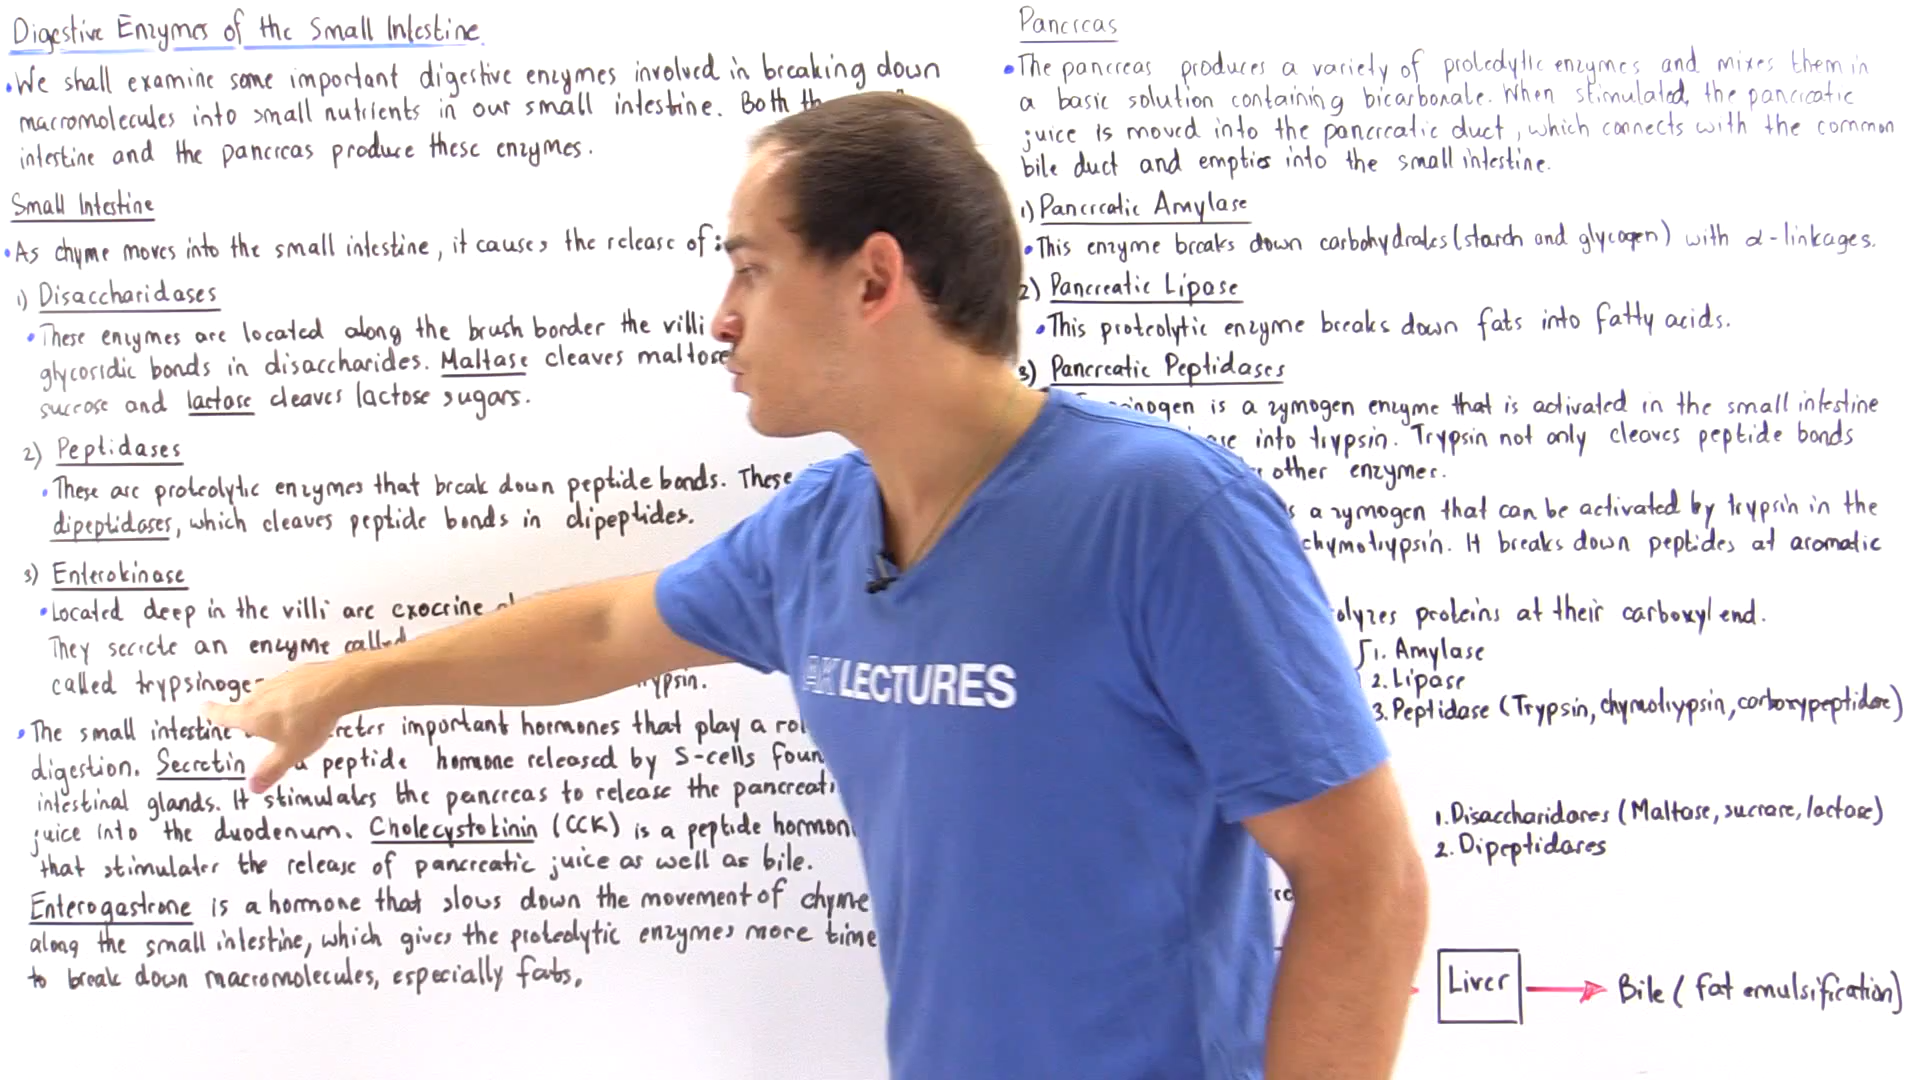 Digestive Enzymes of the Small Intestine
• We shall examine some important digestive enzymes involved in breaking down
macromolecules into small nutrients in our small intestine. Both the
intestine and the pancreas produce these enzymes.
Small Intestine
• As chyme moves into the small intestine, it causes the release of:
1) Disaccharidases
• These enzymes are located along the brush border the villi
glycosidic bonds in disaccharides. Maltase cleaves maltose
sucrose and lactase cleaves lactose sugars.
2) Peptidases
• These are proteolytic enzymes that break down peptide bonds. These
dipeptidases, which cleaves peptide bonds in dipeptides.
3) Enterokinase
• Located deep in the villi are exocrine
They secrete an enzyme called
called trypsinoge
ypsin.
• The small intestine important hormones that play a rol
digestion. Secretin a peptide hormone released by S-cells foun
intestinal glands. It stimulates the pancreas to release the pancreati
juice into the duodenum. Cholecystokinin (CCK) is a peptide hormon
that stimulates the release of pancreatic juice as well as bile.
Enterogastrone is a hormone that slows down the movement of chyme
along the small intestine, which gives the proteolytic enzymes more time
to break down macromolecules, especially fats.
Pancreas
• The pancreas produces a variety of proteolytic enzymes and mixes them in
a basic solution containing bicarbonate. When stimulated, the pancreatic
juice is moved into the pancreatic duct, which connects with the common
bile duct and empties into the small intestine.
1) Pancreatic Amylase
• This enzyme breaks down carbohydrates (starch and glycogen) with α-linkages.
2) Pancreatic Lipase
• This proteolytic enzyme breaks down fats into fatty acids.
3) Pancreatic Peptidases
inogen is a zymogen enzyme that is activated in the small intestine
into trypsin. Trypsin not only cleaves peptide bonds
other enzymes.
a zymogen that can be activated by trypsin in the
chymotrypsin. It breaks down peptides at aromatic
olyzes proteins at their carboxyl end.
1. Amylase
2. Lipase
3. Peptidase (Trypsin, chymotrypsin, carboxypeptidase)
1. Disaccharidases (Maltase, sucrase, lactase)
2. Dipeptidases
Liver
Bile (fat emulsification)
AK LECTURES